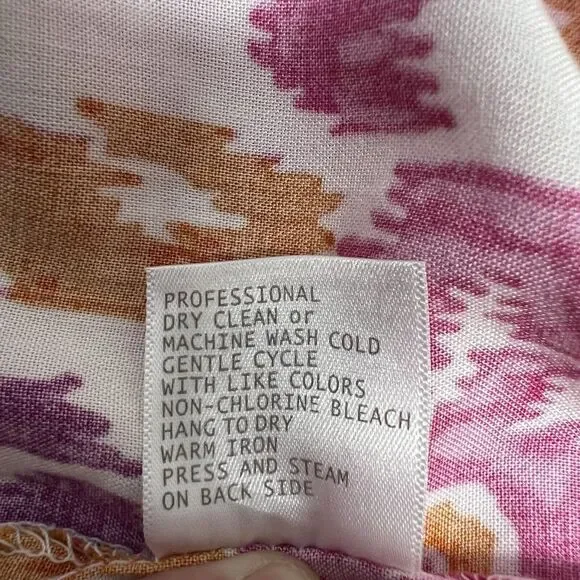 PROFESSIONAL
DRY CLEAN or
MACHINE WASH COLD
GENTLE CYCLE
WITH LIKE COLORS
NON-CHLORINE BLEACH
HANG TO DRY
WARM IRON
PRESS AND STEAM
ON BACK SIDE